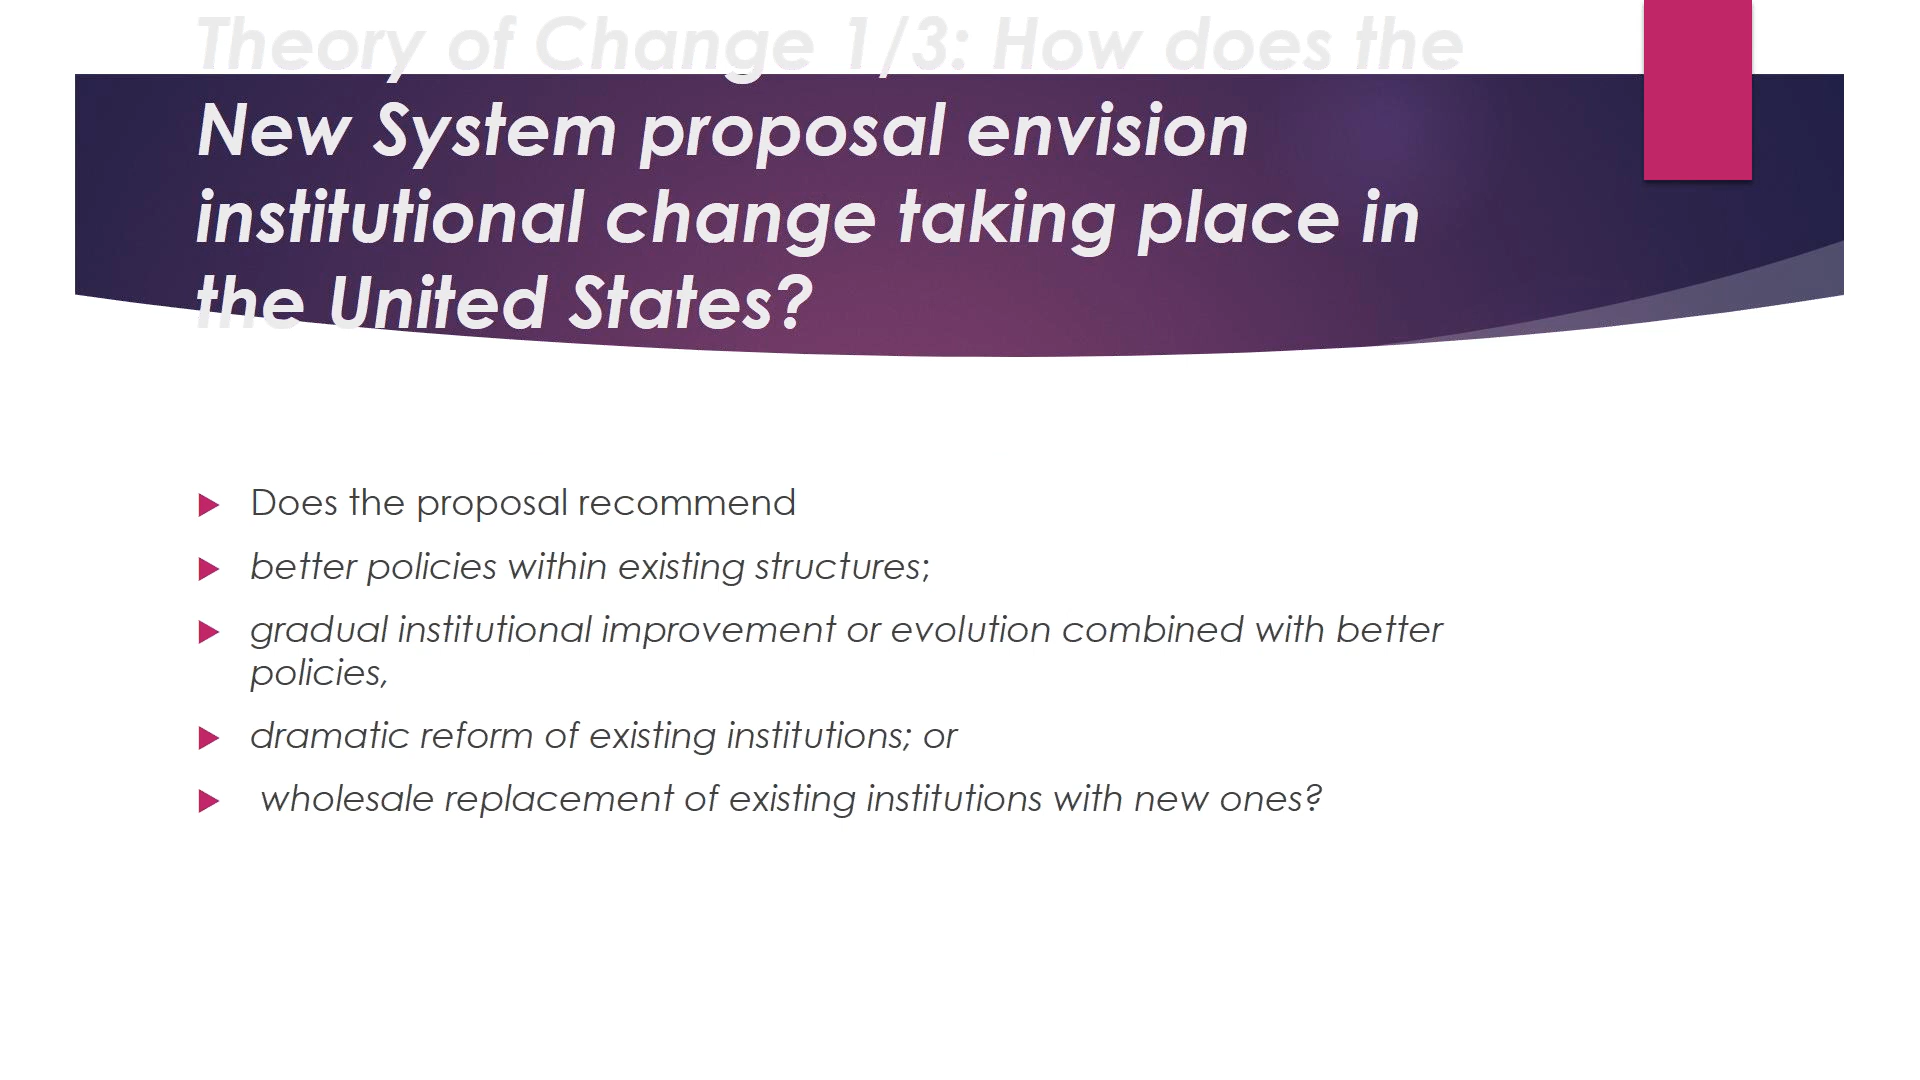 Theory of Change 1/3: How does the
New System proposal envision
institutional change taking place in
the United States?
Does the proposal recommend
better policies within existing structures;
gradual institutional improvement or evolution combined with better
policies,
dramatic reform of existing institutions; or
wholesale replacement of existing institutions with new ones?